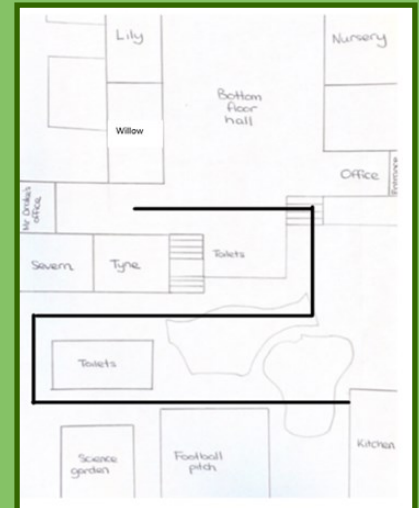 Lily
Nursery
Bottom
floor
hall
Willow
Office
Entrance
Mr Drake's
office
Severn
Tyne
Toilets
Toilets
Science
garden
Football
pitch
Kitchen